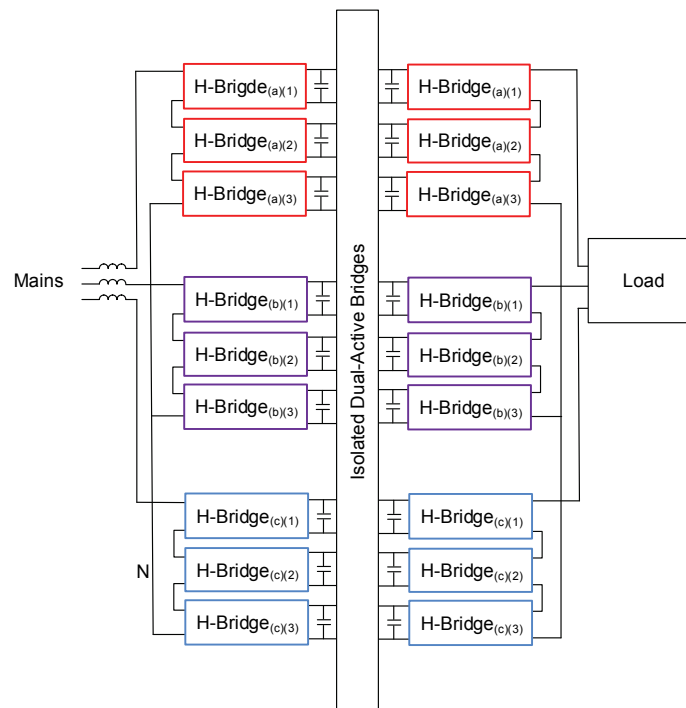 H-Brigde(a)(1)
H-Bridge(a)(1)
H-Bridge(a)(2)
H-Bridge(a)(2)
H-Bridge(a)(3)
H-Bridge(a)(3)
Mains
H-Bridge(b)(1)
H-Bridge(b)(1)
Load
H-Bridge(b)(2)
H-Bridge(b)(2)
H-Bridge(b)(3)
H-Bridge(b)(3)
Isolated Dual-Active Bridges
H-Bridge(c)(1)
H-Bridge(c)(1)
N
H-Bridge(c)(2)
H-Bridge(c)(2)
H-Bridge(c)(3)
H-Bridge(c)(3)